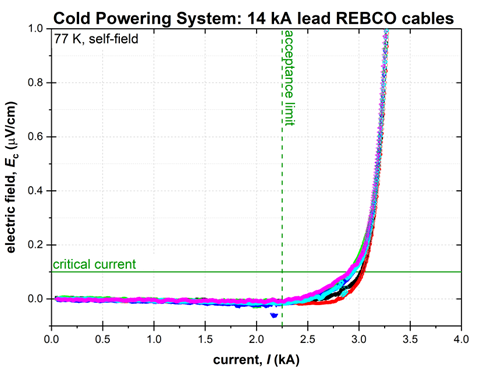 Cold Powering System: 14 kA lead REBCO cables
77 K, self-field
acceptance limit
critical current
electric field, Ec (μV/cm)
1.0
0.8
0.6
0.4
0.2
0.0
0.0 0.5 1.0 1.5 2.0 2.5 3.0 3.5 4.0
current, I (kA)